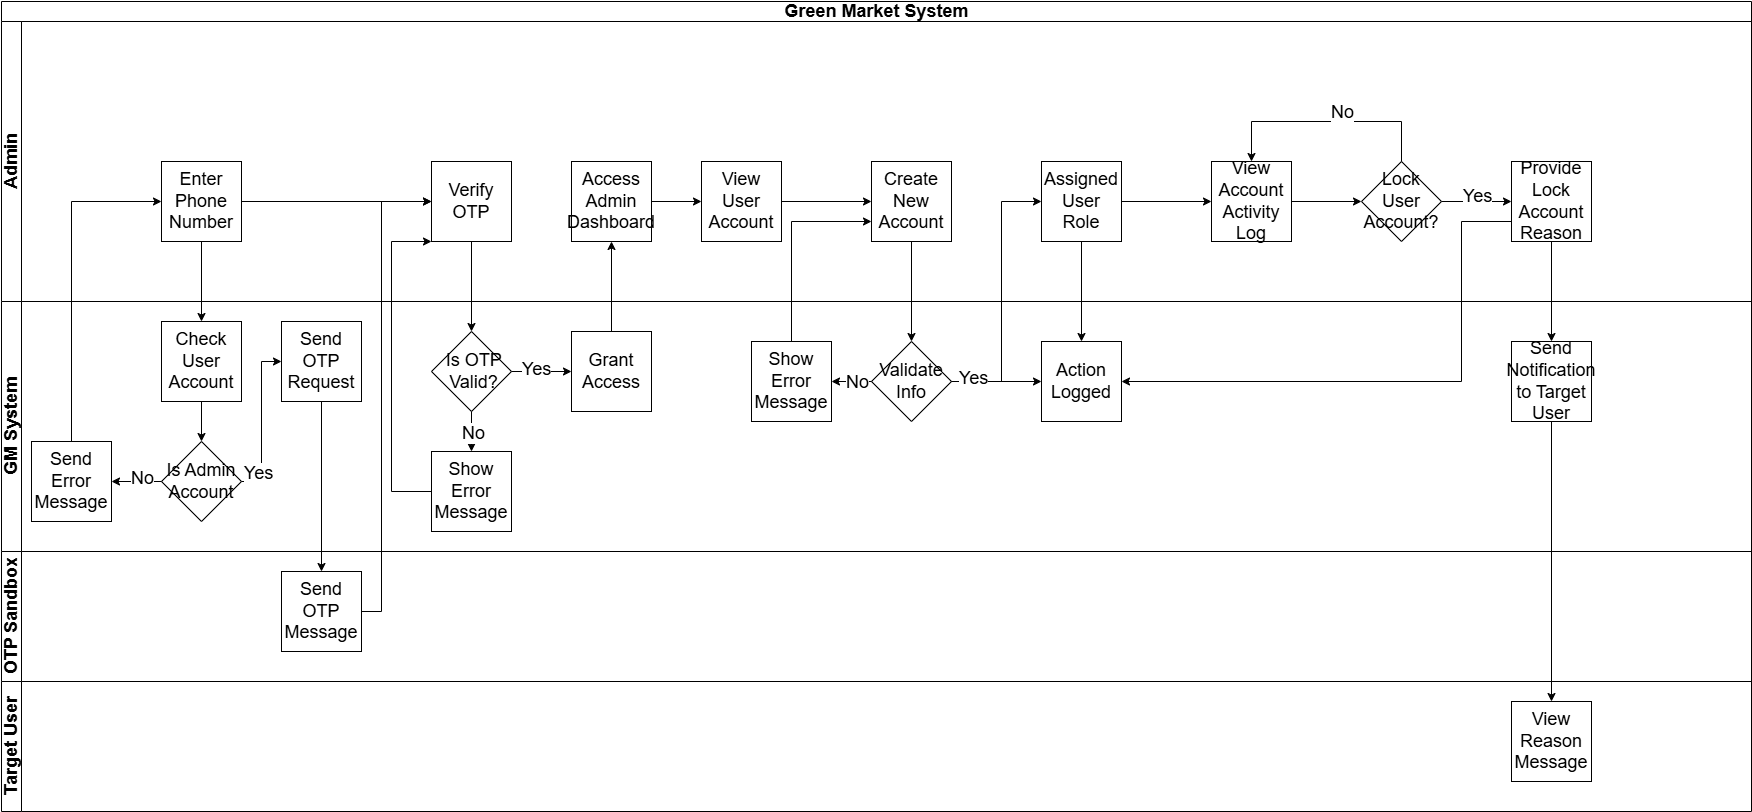 Green Market System
Admin
Enter
Phone
Number
Verify
OTP
Access
Admin
Dashboard
View
User
Account
Create
New
Account
Assigned
User
Role
View
Account
Activity
Log
No
Lock
User
Account?
Yes
Provide
Lock
Account
Reason
GM System
Send
Error
Message
No
Check
User
Account
Is Admin
Account
Yes
Send
OTP
Request
Is OTP
Valid?
Yes
No
Show
Error
Message
Grant
Access
Show
Error
Message
No
Validate
Info
Yes
Action
Logged
Send
Notification
to Target
User
OTP Sandbox
Send
OTP
Message
Target User
View
Reason
Message